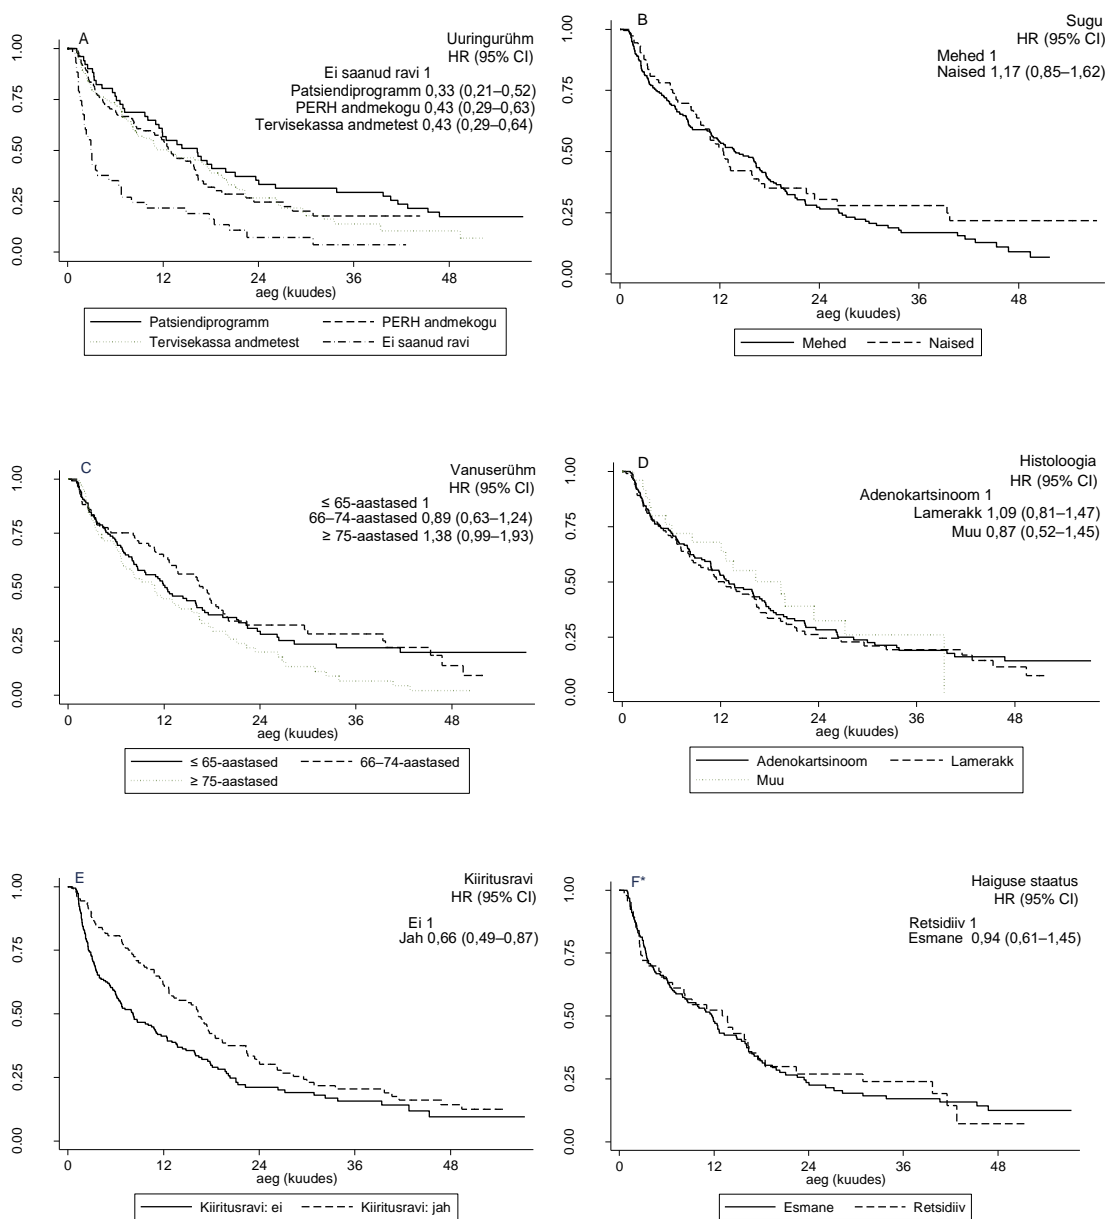 A
Uuringurühm
HR (95% CI)
Ei saanud ravi 1
Patsiendiprogramm 0,33 (0,21–0,52)
PERH andmekogu 0,43 (0,29–0,63)
Tervisekassa andmetest 0,43 (0,29–0,64)
1.00
0.75
0.50
0.25
0.00
0 12 24 36 48
aeg (kuudes)
Patsiendiprogramm PERH andmekogu
Tervisekassa andmetest Ei saanud ravi
B
Sugu
HR (95% CI)
Mehed 1
Naised 1,17 (0,85–1,62)
1.00
0.75
0.50
0.25
0.00
0 12 24 36 48
aeg (kuudes)
Mehed Naised
C
Vanuserühm
HR (95% CI)
≤ 65-aastased 1
66–74-aastased 0,89 (0,63–1,24)
≥ 75-aastased 1,38 (0,99–1,93)
1.00
0.75
0.50
0.25
0.00
0 12 24 36 48
aeg (kuudes)
≤ 65-aastased 66–74-aastased
≥ 75-aastased
D
Histoloogia
HR (95% CI)
Adenokartsinoom 1
Lamerakk 1,09 (0,81–1,47)
Muu 0,87 (0,52–1,45)
1.00
0.75
0.50
0.25
0.00
0 12 24 36 48
aeg (kuudes)
Adenokartsinoom Lamerakk
Muu
E
Kiiritusravi
HR (95% CI)
Ei 1
Jah 0,66 (0,49–0,87)
1.00
0.75
0.50
0.25
0.00
0 12 24 36 48
aeg (kuudes)
Kiiritusravi: ei Kiiritusravi: jah
F*
Haiguse staatus
HR (95% CI)
Retsidiiv 1
Esmane 0,94 (0,61–1,45)
1.00
0.75
0.50
0.25
0.00
0 12 24 36 48
aeg (kuudes)
Esmane Retsidiiv